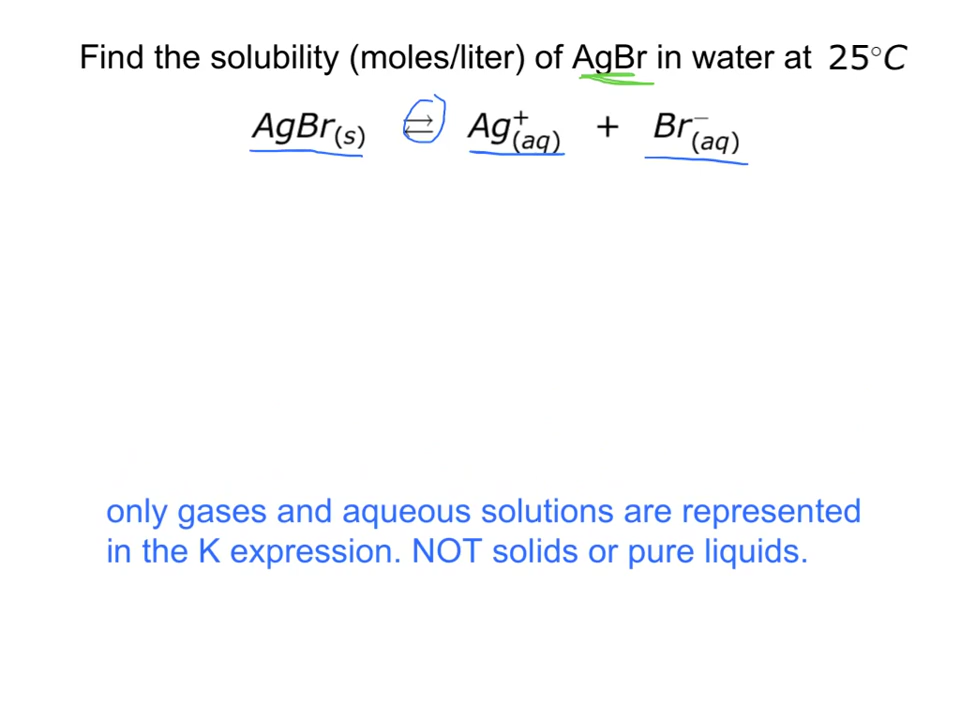 Find the solubility (moles/liter) of AgBr in water at 25°C
AgBr(s) ⇄ Ag⁺(aq) + Br⁻(aq)
only gases and aqueous solutions are represented
in the K expression. NOT solids or pure liquids.